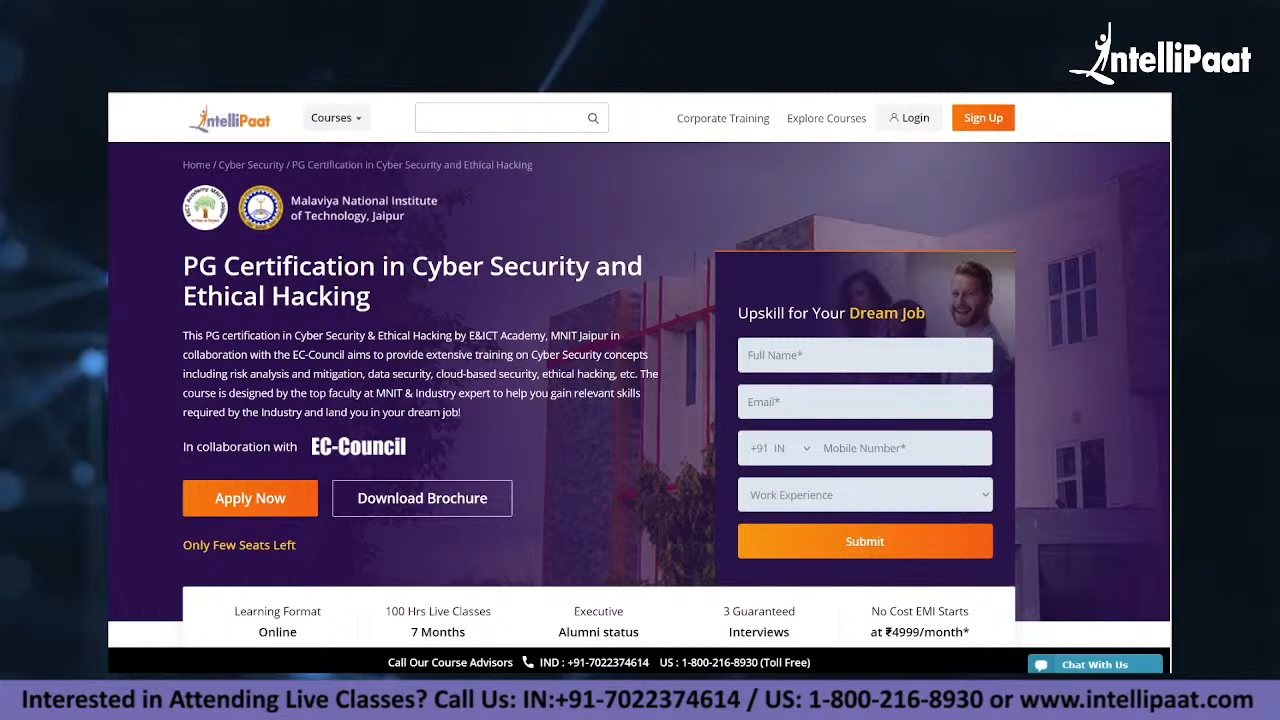 IntelliPaat
IntelliPaat
Courses
Corporate Training
Explore Courses
Login
Sign Up
Home / Cyber Security / PG Certification in Cyber Security and Ethical Hacking
Malaviya National Institute
of Technology, Jaipur
PG Certification in Cyber Security and
Ethical Hacking
This PG certification in Cyber Security & Ethical Hacking by E&ICT Academy, MNIT Jaipur in
collaboration with the EC-Council aims to provide extensive training on Cyber Security concepts
including risk analysis and mitigation, data security, cloud-based security, ethical hacking, etc. The
course is designed by the top faculty at MNIT & Industry expert to help you gain relevant skills
required by the Industry and land you in your dream job!
In collaboration with EC-Council
Apply Now
Download Brochure
Only Few Seats Left
Upskill for Your Dream Job
Full Name*
Email*
+91 IN Mobile Number*
Work Experience
Submit
Learning Format
Online
100 Hrs Live Classes
7 Months
Executive
Alumni status
3 Guaranteed
Interviews
No Cost EMI Starts
at ₹4999/month*
Call Our Course Advisors IND : +91-7022374614 US : 1-800-216-8930 (Toll Free)
Chat With Us
Interested in Attending Live Classes? Call Us: IN:+91-7022374614 / US: 1-800-216-8930 or www.intellipaat.com